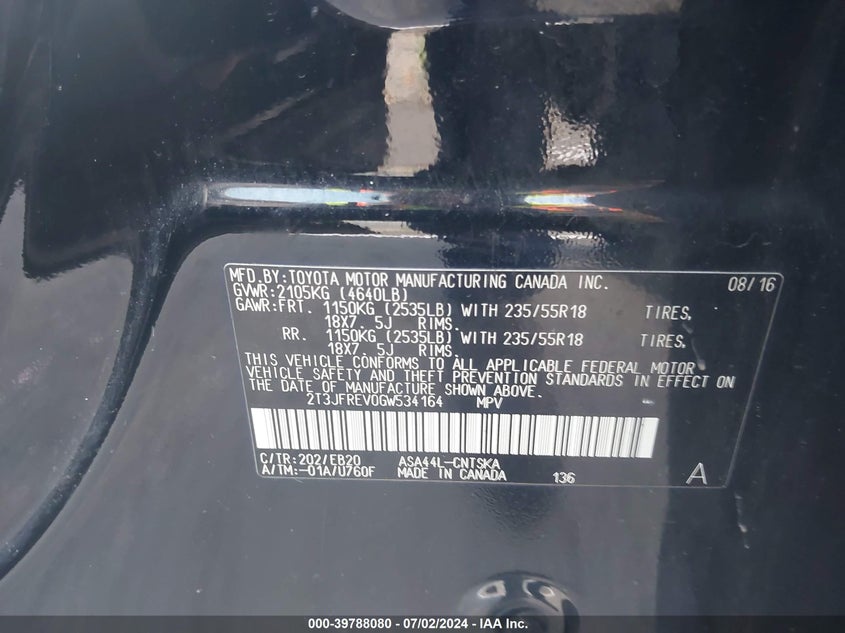 MFD.BY:TOYOTA MOTOR MANUFACTURING CANADA INC. 08/16
GVWR:2105KG (4640LB)
GAWR:FRT. 1150KG (2535LB) WITH 235/55R18 TIRES,
18X7. 5J RIMS.
RR. 1150KG (2535LB) WITH 235/55R18 TIRES,
18X7. 5J RIMS.
THIS VEHICLE CONFORMS TO ALL APPLICABLE FEDERAL MOTOR
VEHICLE SAFETY AND THEFT PREVENTION STANDARDS IN EFFECT ON
THE DATE OF MANUFACTURE SHOWN ABOVE.
2T3JFREV0GW534164 MPV
C/TR:202/EB20 ASA44L-CNTSKA
A/TM:-01A/U760F MADE IN CANADA 136 A
000-39788080 - 07/02/2024 - IAA Inc.